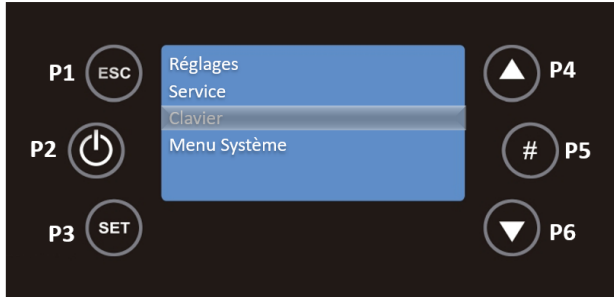 P1 ESC
P2
P3 SET
Réglages
Service
Clavier
Menu Système
P4
# P5
P6